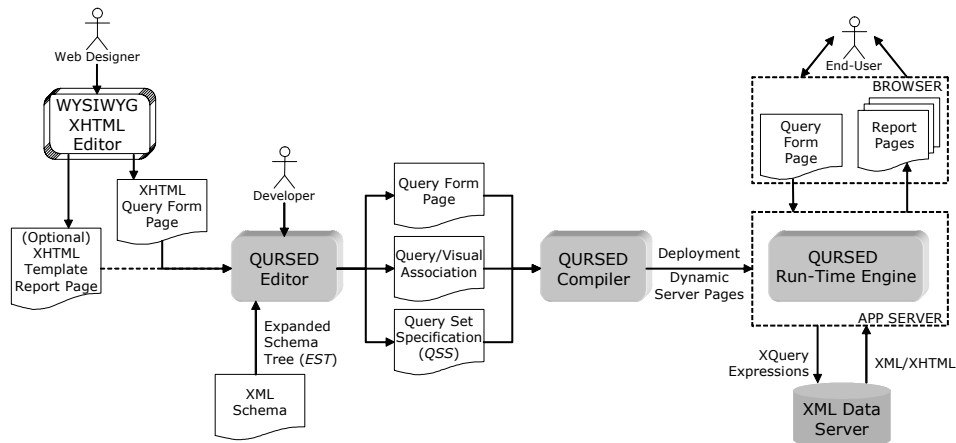 Web Designer
WYSIWYG
XHTML
Editor
XHTML
Query Form
Page
(Optional)
XHTML
Template
Report Page
Developer
QURSED
Editor
Expanded
Schema
Tree (EST)
XML
Schema
Query Form
Page
Query/Visual
Association
Query Set
Specification
(QSS)
QURSED
Compiler
Deployment
Dynamic
Server Pages
End-User
BROWSER
Query
Form
Page
Report
Pages
QURSED
Run-Time Engine
APP SERVER
XQuery
Expressions
XML/XHTML
XML Data
Server